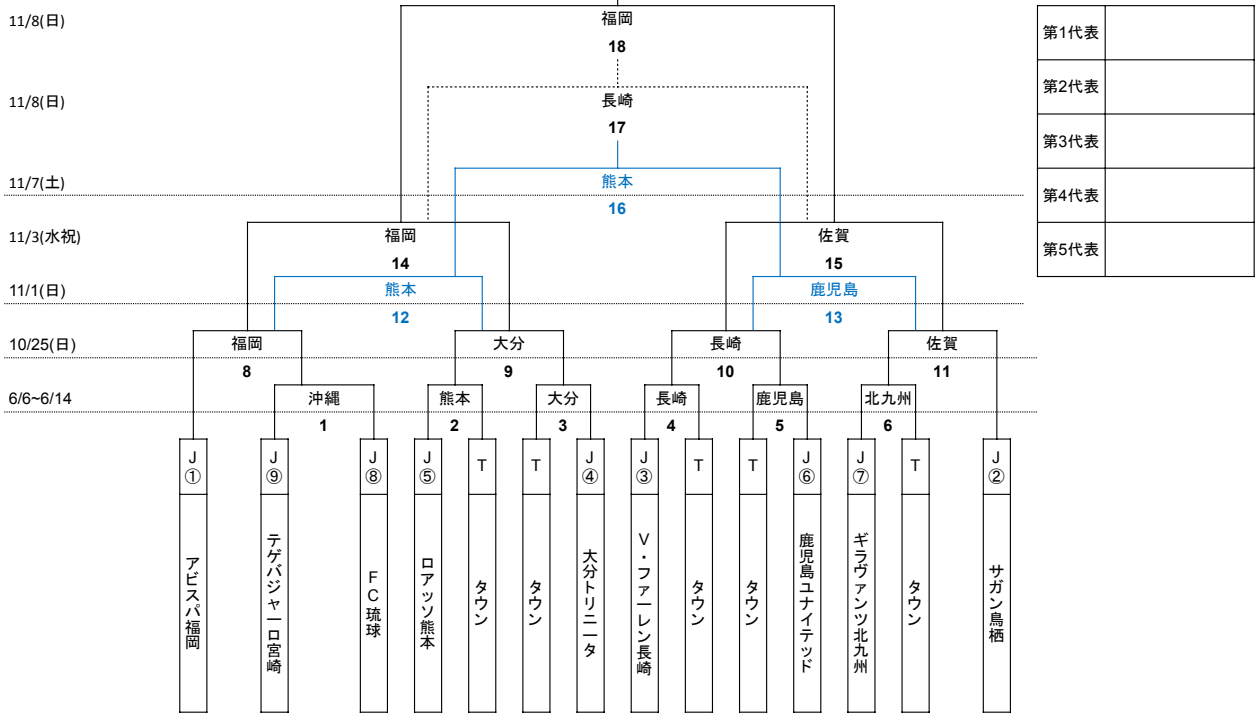 11/8(日)
福岡
18
第1代表
11/8(日)
長崎
17
第2代表
第3代表
11/7(土)
熊本
16
第4代表
11/3(水祝)
福岡
14
佐賀
15
第5代表
11/1(日)
熊本
12
鹿児島
13
10/25(日)
福岡
8
大分
9
長崎
10
佐賀
11
6/6~6/14
沖縄
1
熊本
2
大分
3
長崎
4
鹿児島
5
北九州
6
J①
J⑨
J⑧
J⑤
T
T
J④
J③
T
T
J⑥
J⑦
T
J②
アビスパ福岡
テゲバジャーロ宮崎
FC琉球
ロアッソ熊本
タウン
タウン
大分トリニータ
V・ファーレン長崎
タウン
タウン
鹿児島ユナイテッド
ギラヴァンツ北九州
タウン
サガン鳥栖